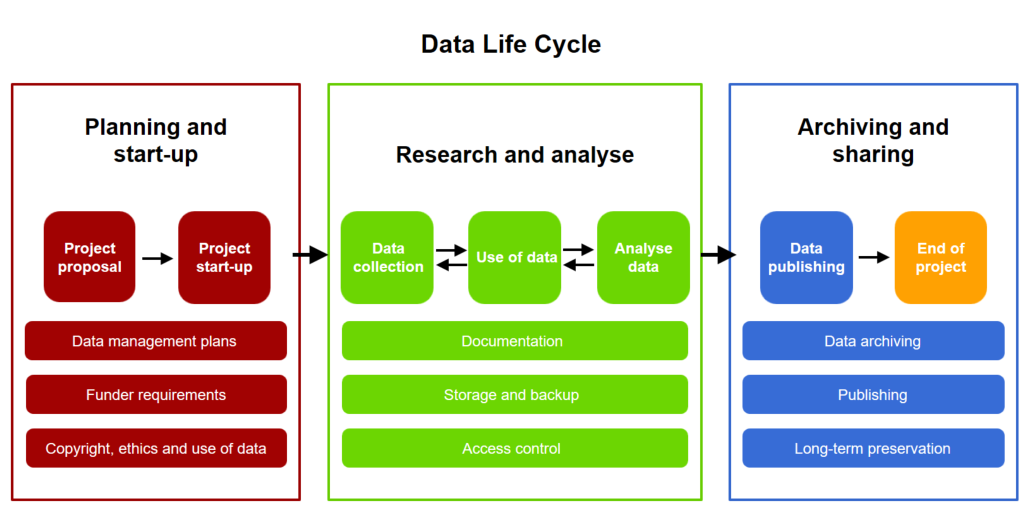 Data Life Cycle
Planning and
start-up
Project
proposal
Project
start-up
Data management plans
Funder requirements
Copyright, ethics and use of data
Research and analyse
Data
collection
Use of data
Analyse
data
Documentation
Storage and backup
Access control
Archiving and
sharing
Data
publishing
End of
project
Data archiving
Publishing
Long-term preservation